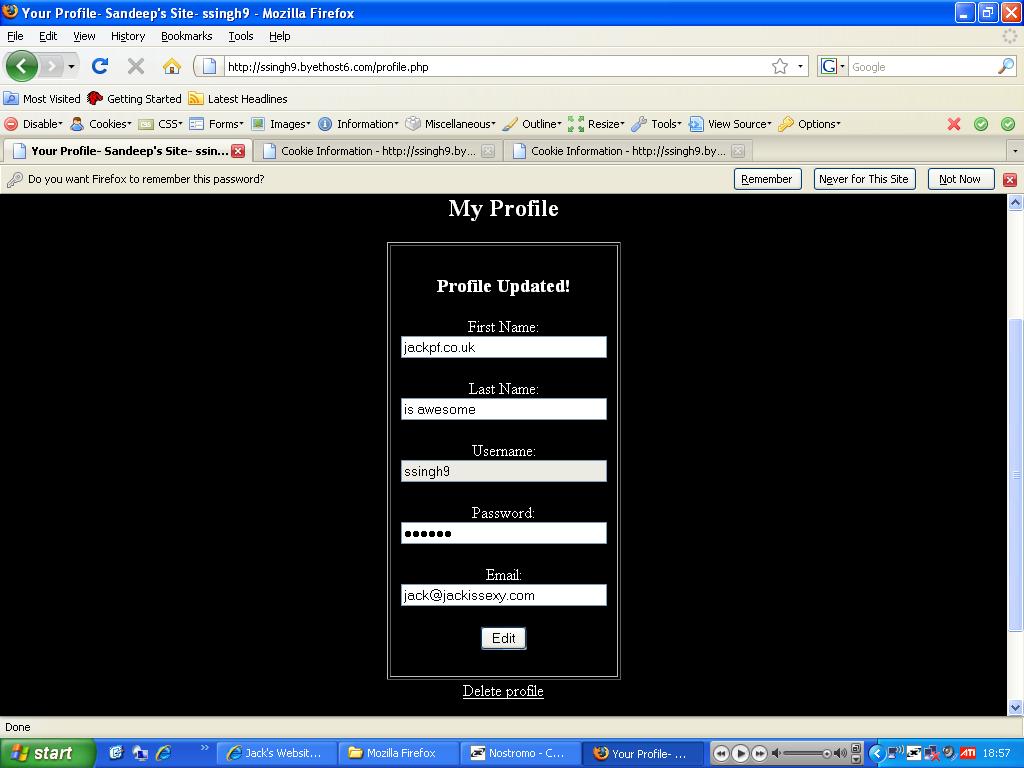 Your Profile- Sandeep's Site- ssingh9 - Mozilla Firefox
File Edit View History Bookmarks Tools Help
http://ssingh9.byethost6.com/profile.php Google
Most Visited Getting Started Latest Headlines
Disable Cookies CSS Forms Images Information Miscellaneous Outline Resize Tools View Source Options
Your Profile- Sandeep's Site- ssin... Cookie Information - http://ssingh9.by... Cookie Information - http://ssingh9.by...
Do you want Firefox to remember this password? Remember Never for This Site Not Now
My Profile
Profile Updated!
First Name:
jackpf.co.uk
Last Name:
is awesome
Username:
ssingh9
Password:
●●●●●●
Email:
jack@jackissexy.com
Edit
Delete profile
Done
start Jack's Websit... Mozilla Firefox Nostromo - C... Your Profile- ... ATI 18:57